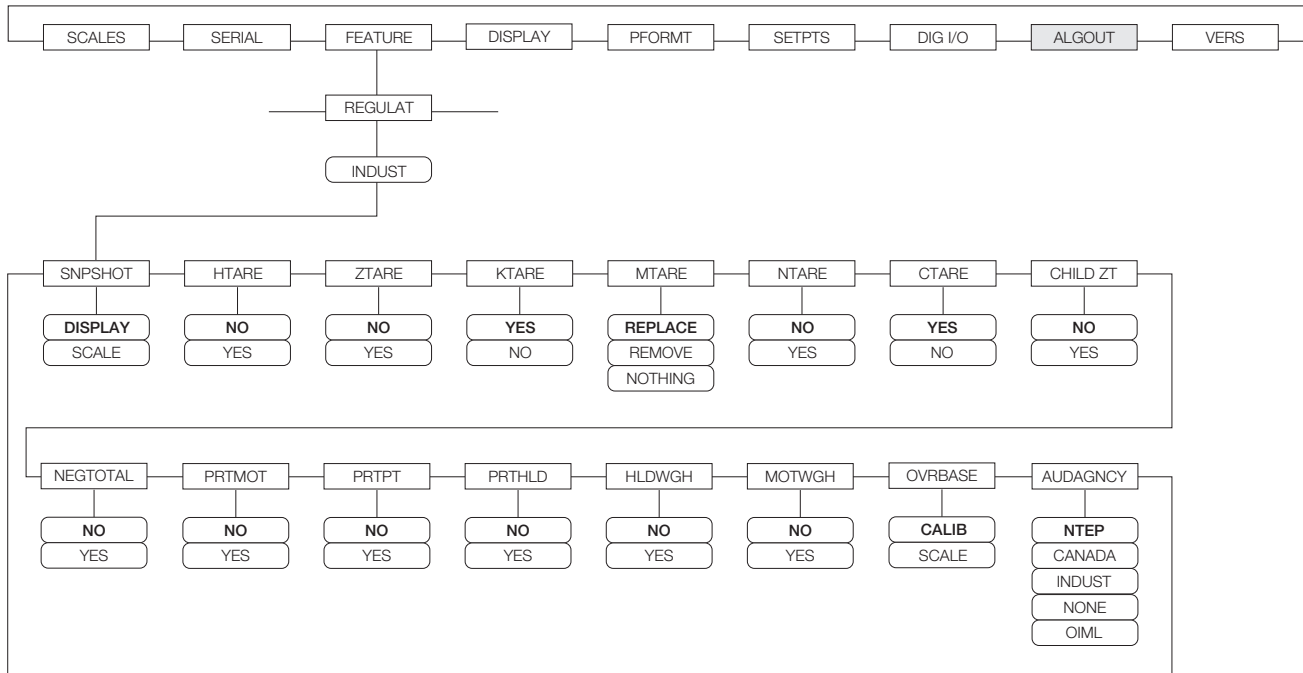 SCALES SERIAL FEATURE DISPLAY PFORMT SETPTS DIG I/O ALGOUT VERS
REGULAT
INDUST
SNPSHOT HTARE ZTARE KTARE MTARE NTARE CTARE CHILD ZT
DISPLAY NO NO YES REPLACE NO YES NO
SCALE YES YES NO REMOVE YES NO YES
NOTHING
NEGTOTAL PRTMOT PRTPT PRTHLD HLDWGH MOTWGH OVRBASE AUDAGNCY
NO NO NO NO NO NO CALIB NTEP
YES YES YES YES YES YES SCALE CANADA
INDUST
NONE
OIML